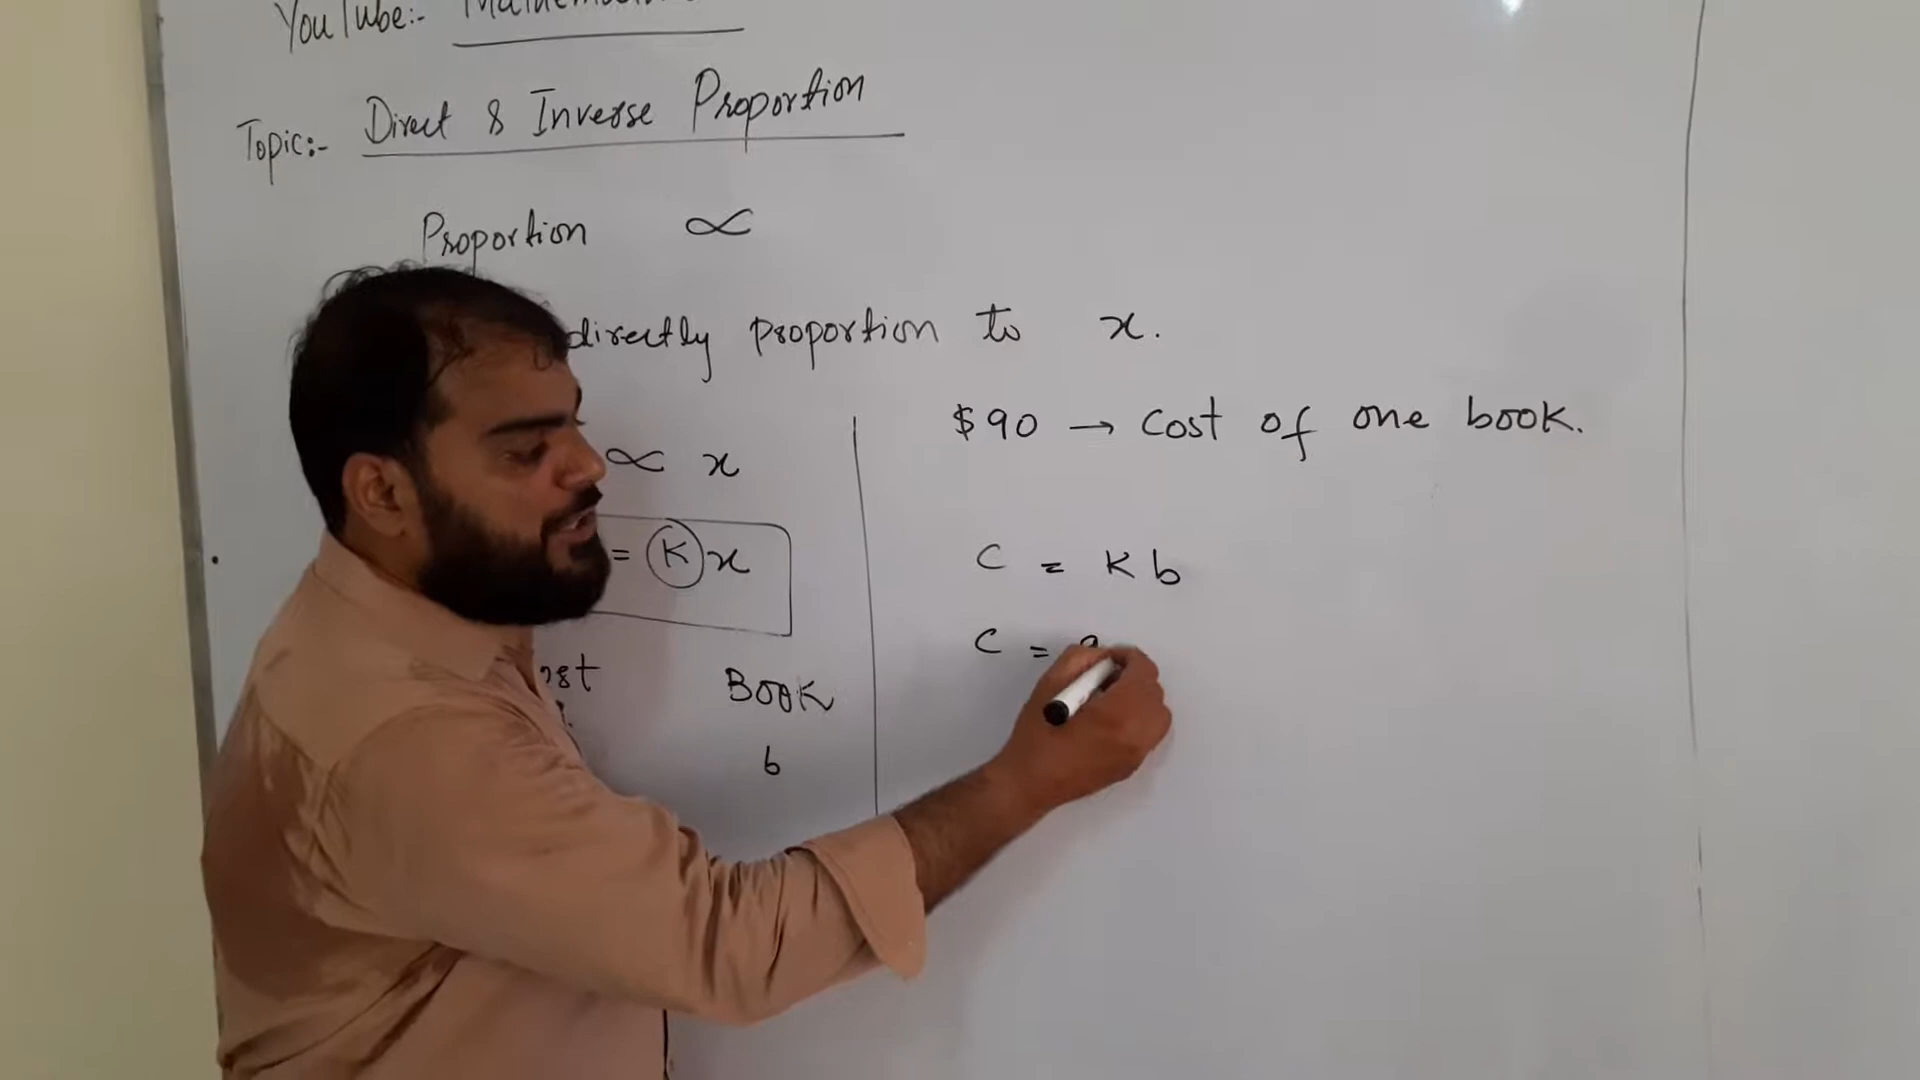 YouTube:-
Topic:- Direct & Inverse Proportion
Proportion ∝
directly proportion to x.
∝ x
= K x
BOOK
b
$90 → Cost of one book.
C = K b
C =